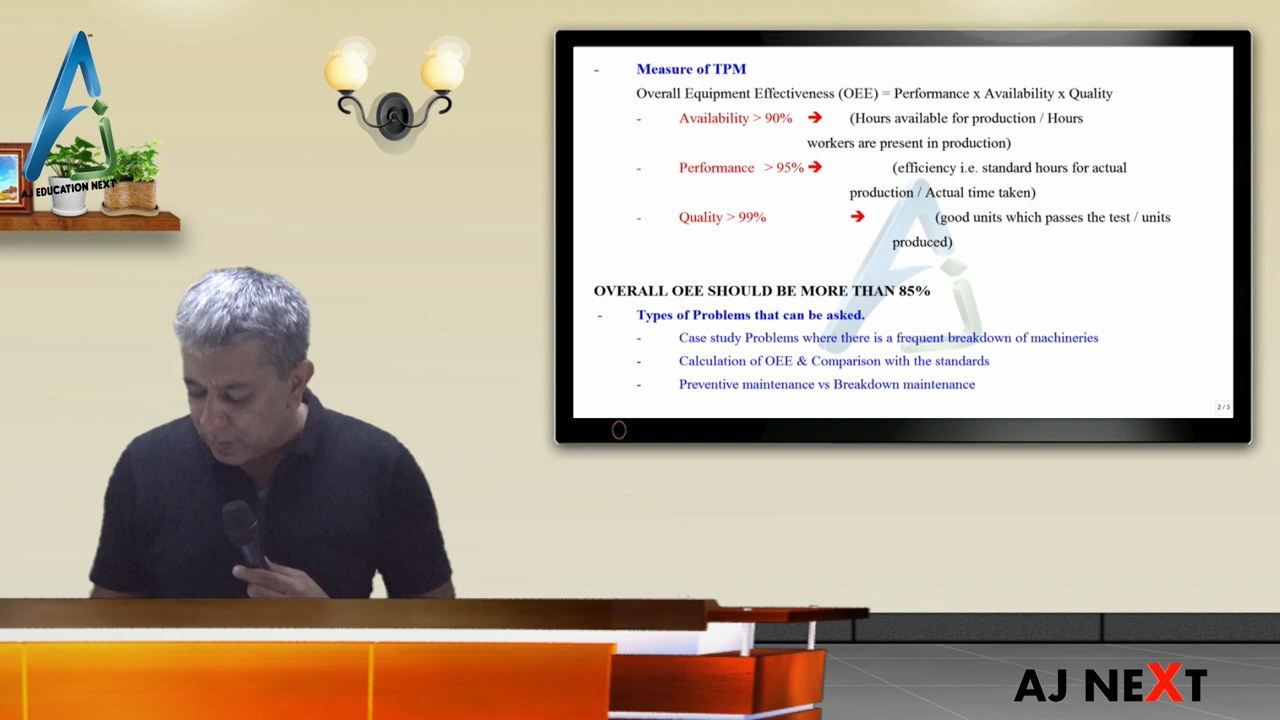 AJ EDUCATION NEXT
- Measure of TPM
Overall Equipment Effectiveness (OEE) = Performance x Availability x Quality
- Availability > 90% ➔ (Hours available for production / Hours
workers are present in production)
- Performance > 95% ➔ (efficiency i.e. standard hours for actual
production / Actual time taken)
- Quality > 99% ➔ (good units which passes the test / units
produced)
OVERALL OEE SHOULD BE MORE THAN 85%
- Types of Problems that can be asked.
- Case study Problems where there is a frequent breakdown of machineries
- Calculation of OEE & Comparison with the standards
- Preventive maintenance vs Breakdown maintenance
2 / 3
AJ NEXT